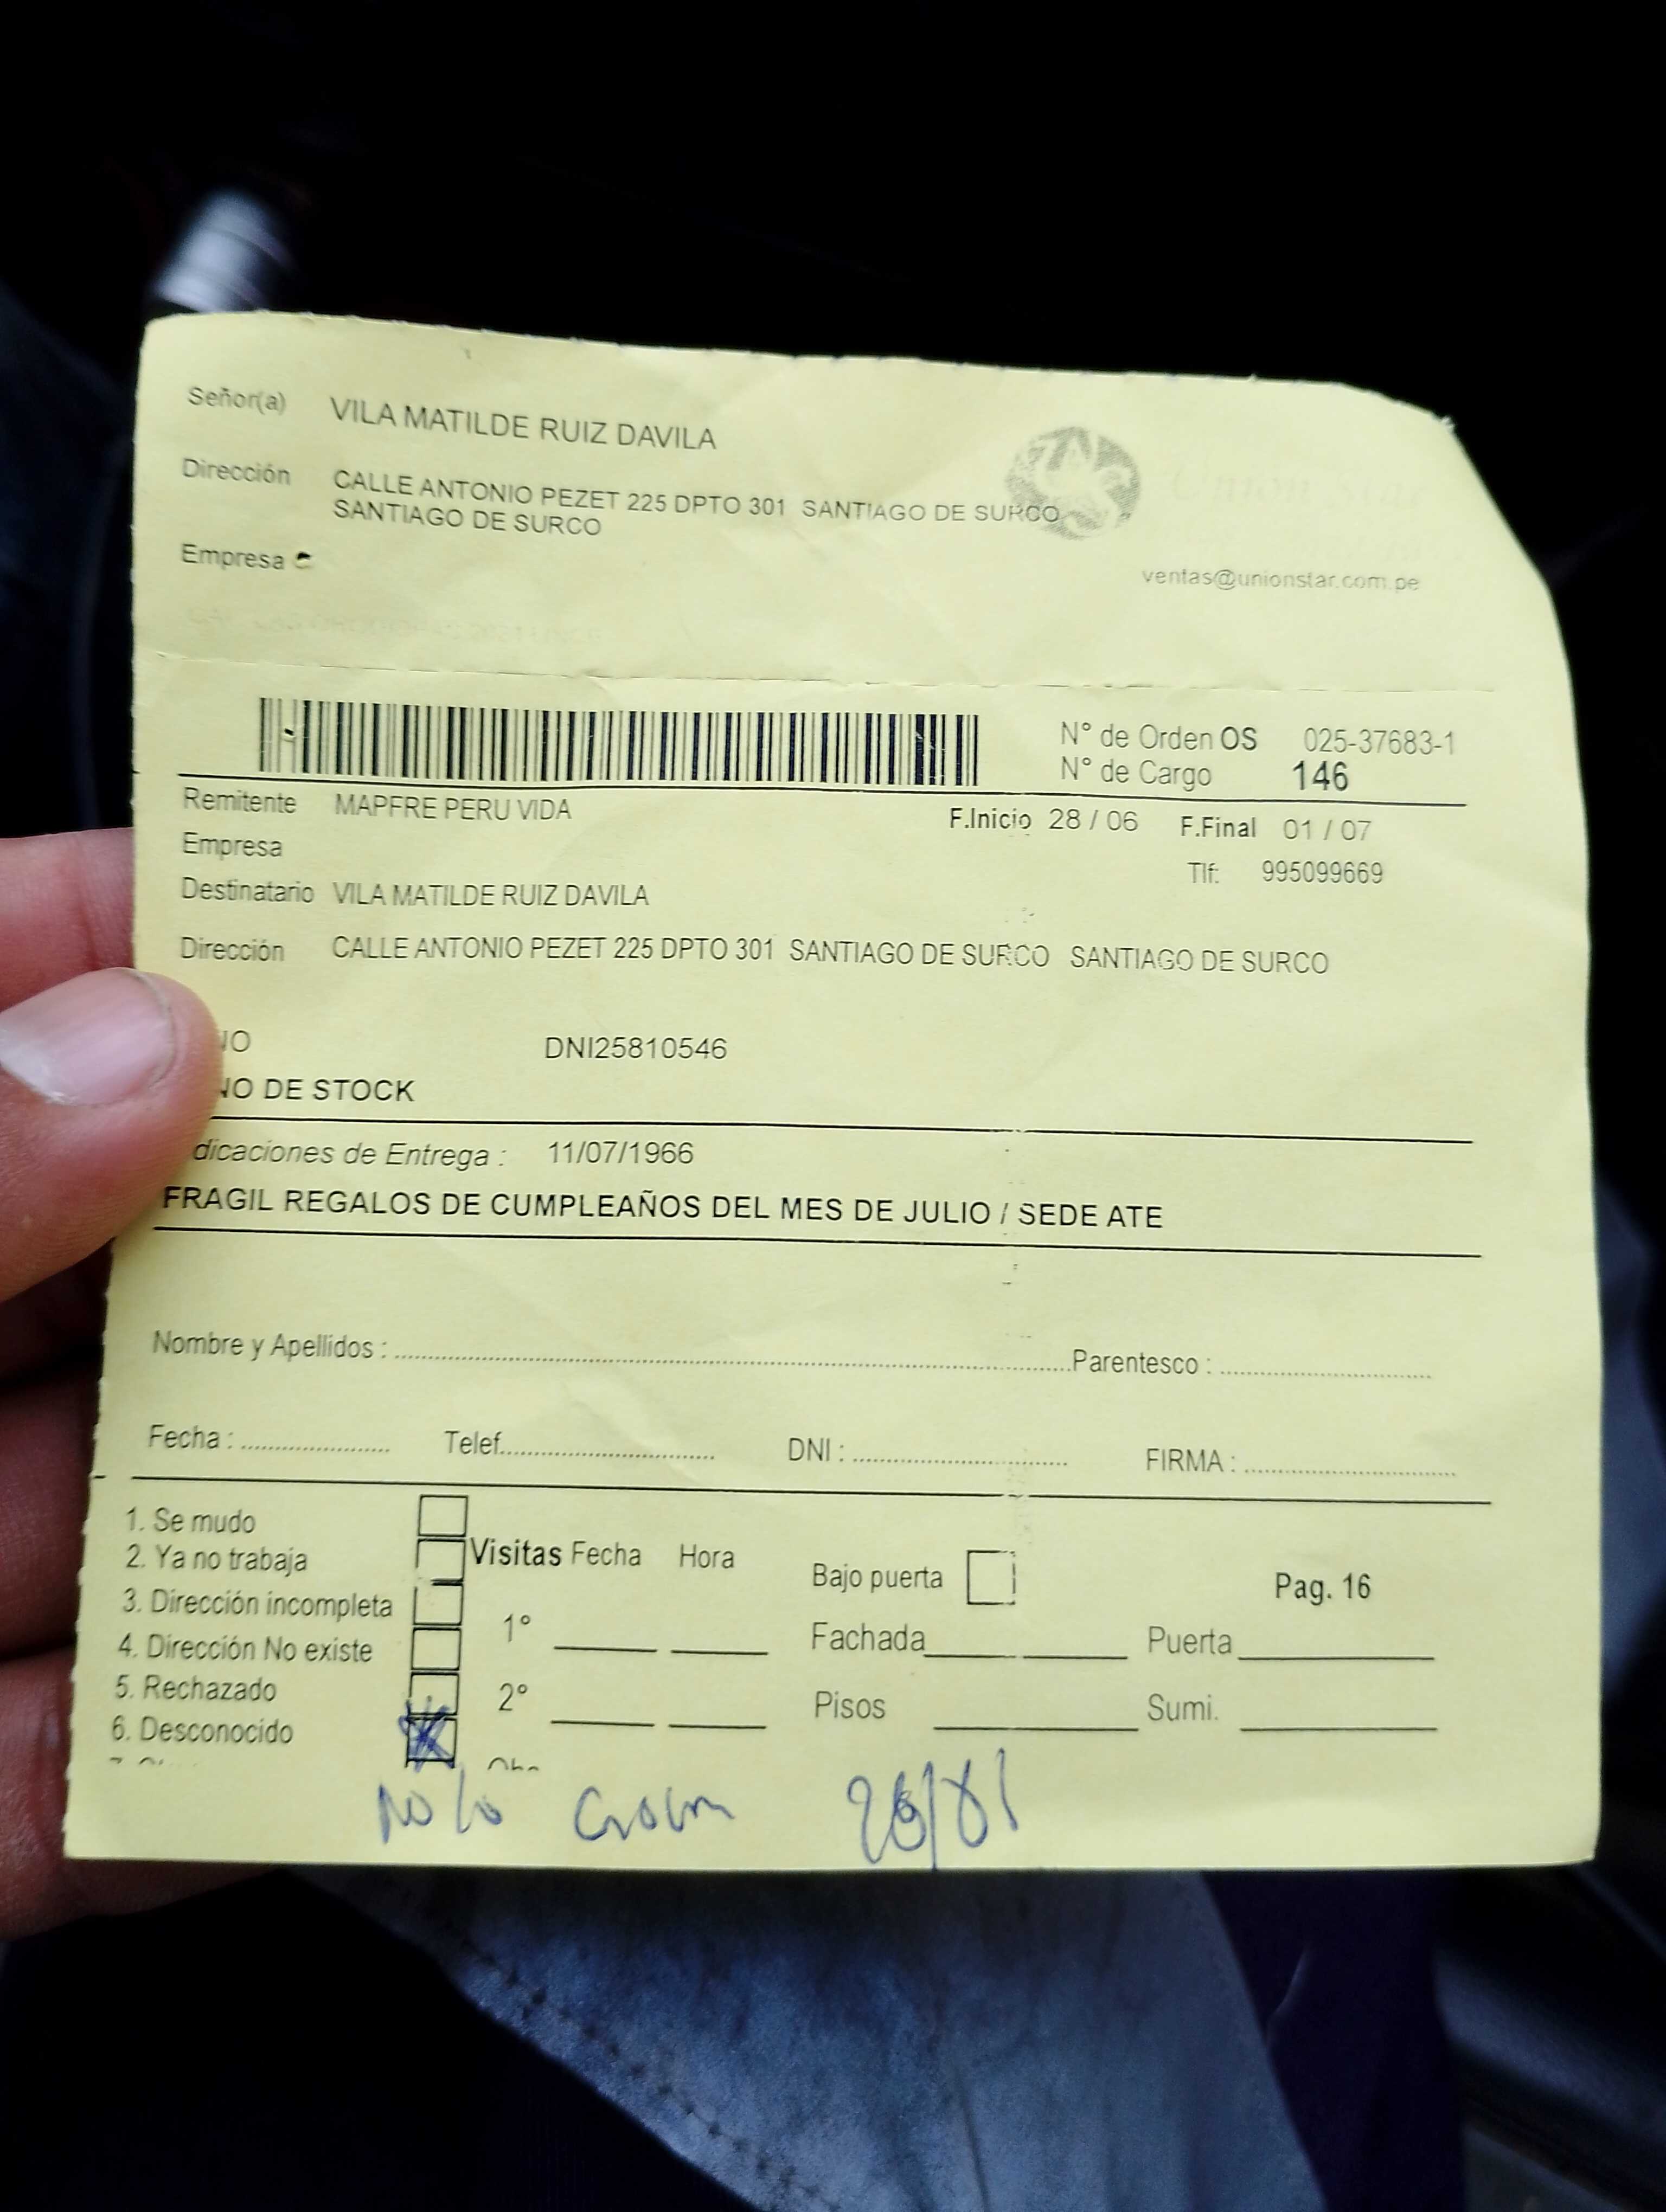 Señor(a) VILA MATILDE RUIZ DAVILA
Dirección CALLE ANTONIO PEZET 225 DPTO 301 SANTIAGO DE SURCO
SANTIAGO DE SURCO
Empresa
ventas@unionstar.com.pe
N° de Orden OS 025-37683-1
N° de Cargo 146
Remitente MAPFRE PERU VIDA F.Inicio 28 / 06 F.Final 01 / 07
Empresa Tlf: 995099669
Destinatario VILA MATILDE RUIZ DAVILA
Dirección CALLE ANTONIO PEZET 225 DPTO 301 SANTIAGO DE SURCO SANTIAGO DE SURCO
DNI25810546
DE STOCK
dicaciones de Entrega : 11/07/1966
FRAGIL REGALOS DE CUMPLEAÑOS DEL MES DE JULIO / SEDE ATE
Nombre y Apellidos : Parentesco :
Fecha : Telef. DNI : FIRMA :
1. Se mudo
2. Ya no trabaja Visitas Fecha Hora Bajo puerta Pag. 16
3. Dirección incompleta 1° Fachada Puerta
4. Dirección No existe
5. Rechazado 2° Pisos Sumi.
6. Desconocido
No lo